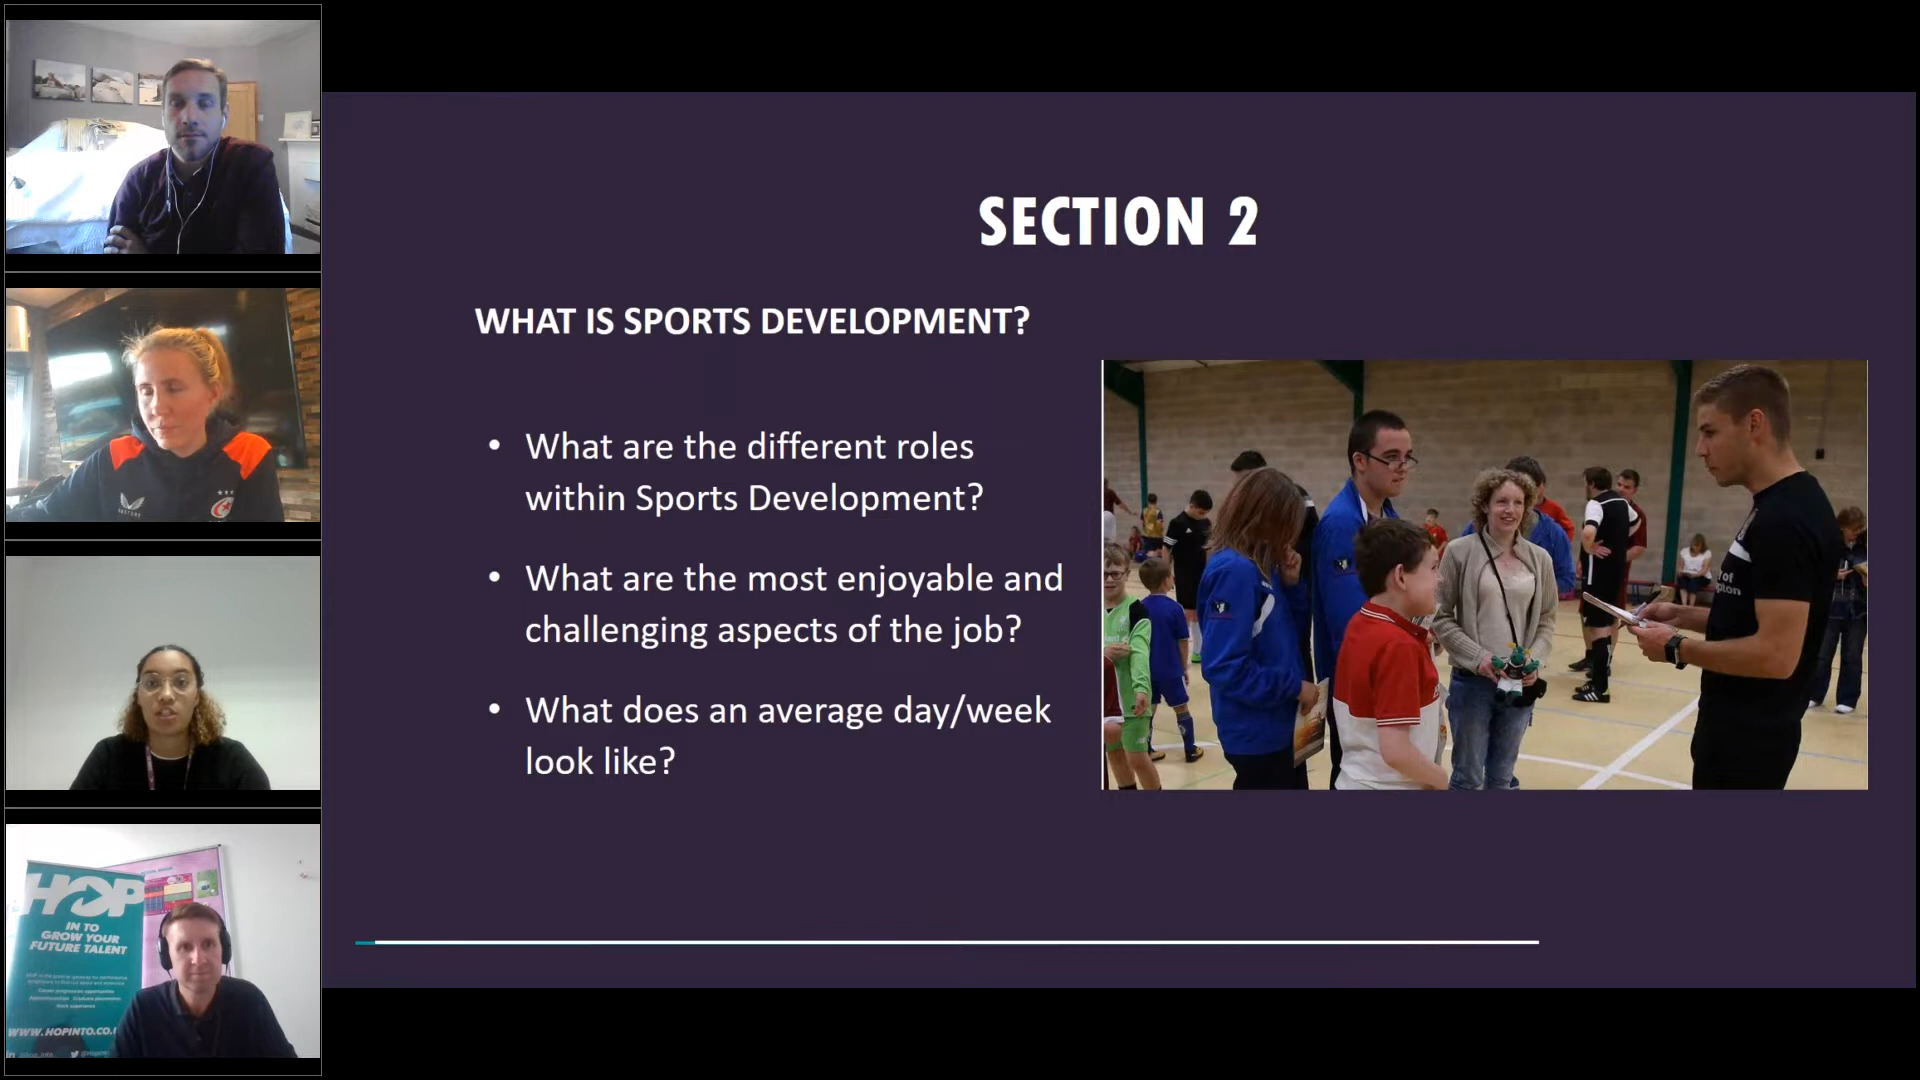 SECTION 2
WHAT IS SPORTS DEVELOPMENT?
• What are the different roles
within Sports Development?
• What are the most enjoyable and
challenging aspects of the job?
• What does an average day/week
look like?
HOP
IN TO
GROW YOUR
FUTURE TALENT
WWW.HOPINTO.CO.